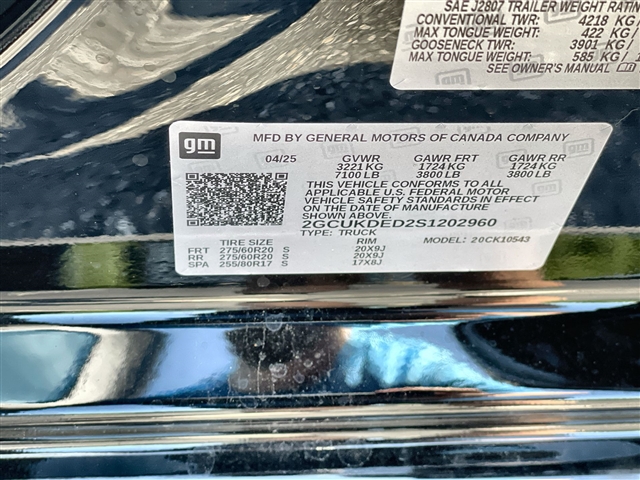 SAE J2807 TRAILER WEIGHT RATIN
CONVENTIONAL TWR: 4218 KG /
MAX TONGUE WEIGHT: 422 KG /
GOOSENECK TWR: 3901 KG /
MAX TONGUE WEIGHT: 585 KG / 1
SEE OWNER'S MANUAL
gm
MFD BY GENERAL MOTORS OF CANADA COMPANY
04/25 GVWR GAWR FRT GAWR RR
3221 KG 1724 KG 1724 KG
7100 LB 3800 LB 3800 LB
THIS VEHICLE CONFORMS TO ALL
APPLICABLE U.S. FEDERAL MOTOR
VEHICLE SAFETY STANDARDS IN EFFECT
ON THE DATE OF MANUFACTURE
SHOWN ABOVE.
2GCUKDED2S1202960
TYPE: TRUCK MODEL: 20CK10543
TIRE SIZE RIM
FRT 275/60R20 S 20X9J
RR 275/60R20 S 20X9J
SPA 255/80R17 S 17X8J